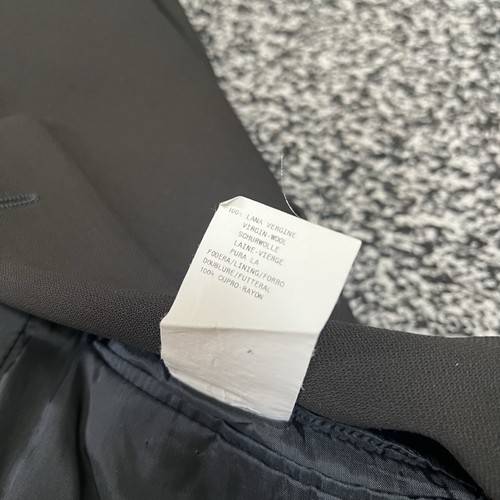 100% LANA VERGINE
VIRGIN-WOOL
SCHURWOLLE
LAINE-VIERGE
PURA LA
FODERA/LINING/FORRO
DOUBLURE/FUTTERAL
100% CUPRO-RAYON